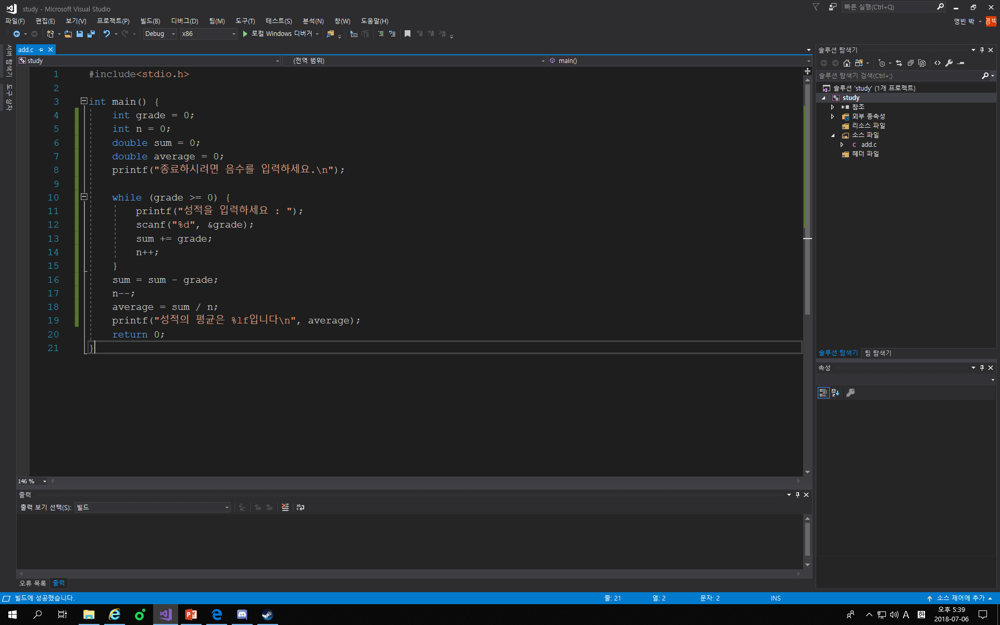 study - Microsoft Visual Studio
빠른 실행(Ctrl+Q)
파일(F) 편집(E) 보기(V) 프로젝트(P) 빌드(B) 디버그(D) 팀(M) 도구(T) 테스트(S) 분석(N) 창(W) 도움말(H)
영빈 박 영박
Debug x86 로컬 Windows 디버거
서버 탐색기
도구 상자
add.c
study (전역 범위) main()
1 #include<stdio.h>
2
3 int main() {
4 int grade = 0;
5 int n = 0;
6 double sum = 0;
7 double average = 0;
8 printf("종료하시려면 음수를 입력하세요.\n");
9
10 while (grade >= 0) {
11 printf("성적을 입력하세요 : ");
12 scanf("%d", &grade);
13 sum += grade;
14 n++;
15 }
16 sum = sum - grade;
17 n--;
18 average = sum / n;
19 printf("성적의 평균은 %lf입니다\n", average);
20 return 0;
21 }
146 %
출력
출력 보기 선택(S): 빌드
오류 목록 출력
솔루션 탐색기
솔루션 탐색기 검색(Ctrl+;)
솔루션 'study' (1개 프로젝트)
study
참조
외부 종속성
리소스 파일
소스 파일
add.c
헤더 파일
솔루션 탐색기 팀 탐색기
속성
빌드에 성공했습니다. 줄: 21 열: 2 문자: 2 INS 소스 제어에 추가
A 오후 5:39
2018-07-06